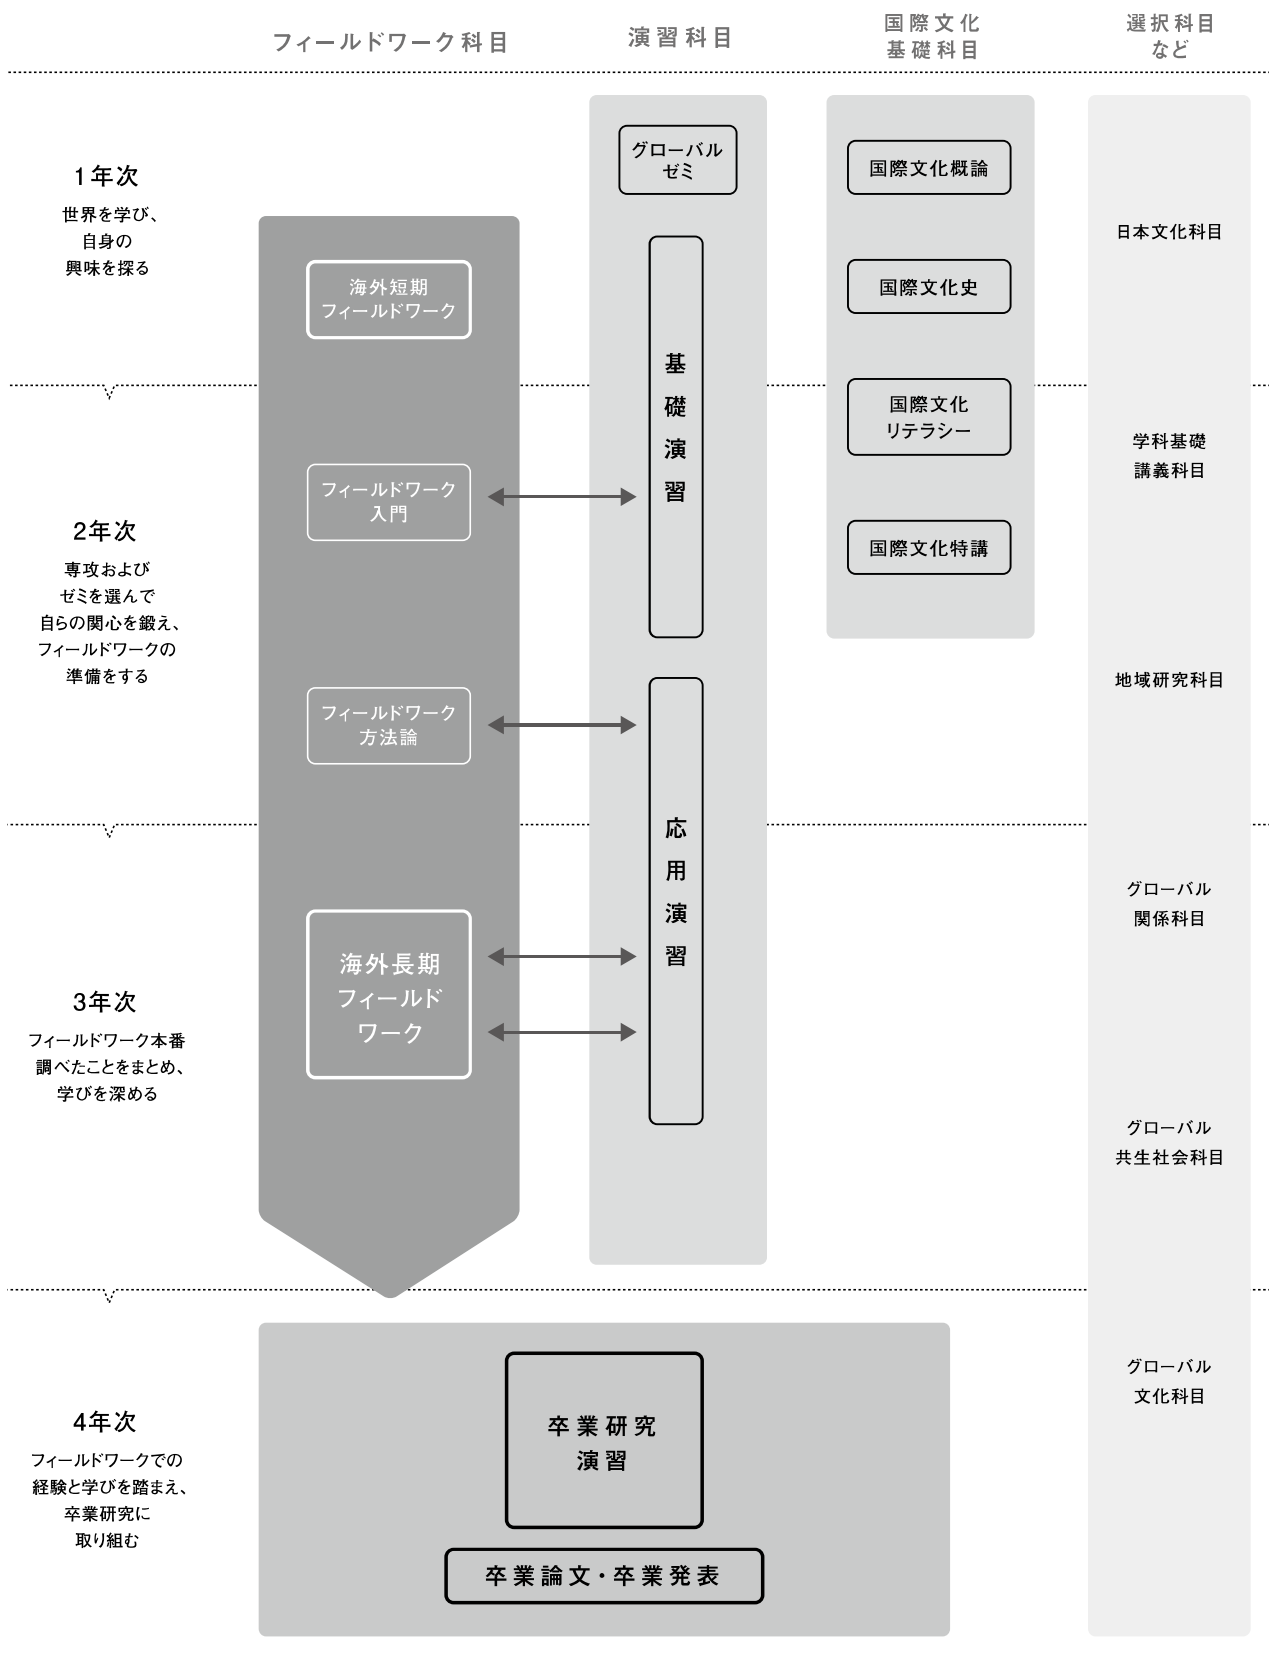 フィールドワーク科目
演習科目
国際文化
基礎科目
選択科目
など
1年次
世界を学び、
自身の
興味を探る
海外短期
フィールドワーク
グローバル
ゼミ
基礎演習
国際文化概論
国際文化史
国際文化
リテラシー
国際文化特講
日本文化科目
学科基礎
講義科目
2年次
専攻および
ゼミを選んで
自らの関心を鍛え、
フィールドワークの
準備をする
フィールドワーク
入門
フィールドワーク
方法論
応用演習
地域研究科目
3年次
フィールドワーク本番
調べたことをまとめ、
学びを深める
海外長期
フィールド
ワーク
グローバル
関係科目
グローバル
共生社会科目
4年次
フィールドワークでの
経験と学びを踏まえ、
卒業研究に
取り組む
卒業研究
演習
卒業論文・卒業発表
グローバル
文化科目